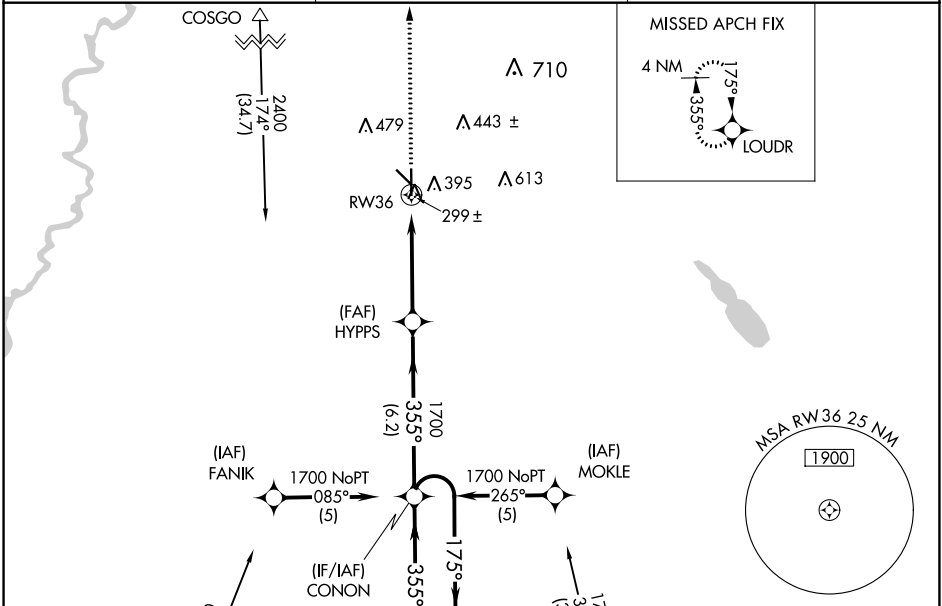 COSGO
2400
174°
(34.7)
710
479
443 ±
395
613
RW36
299 ±
MISSED APCH FIX
4 NM
355°
175°
LOUDR
(FAF)
HYPPS
1700
355°
(6.2)
(IAF)
FANIK
1700 NoPT
085°
(5)
1700 NoPT
265°
(5)
(IAF)
MOKLE
(IF/IAF)
CONON
355°
175°
MSA RW36 25 NM
1900